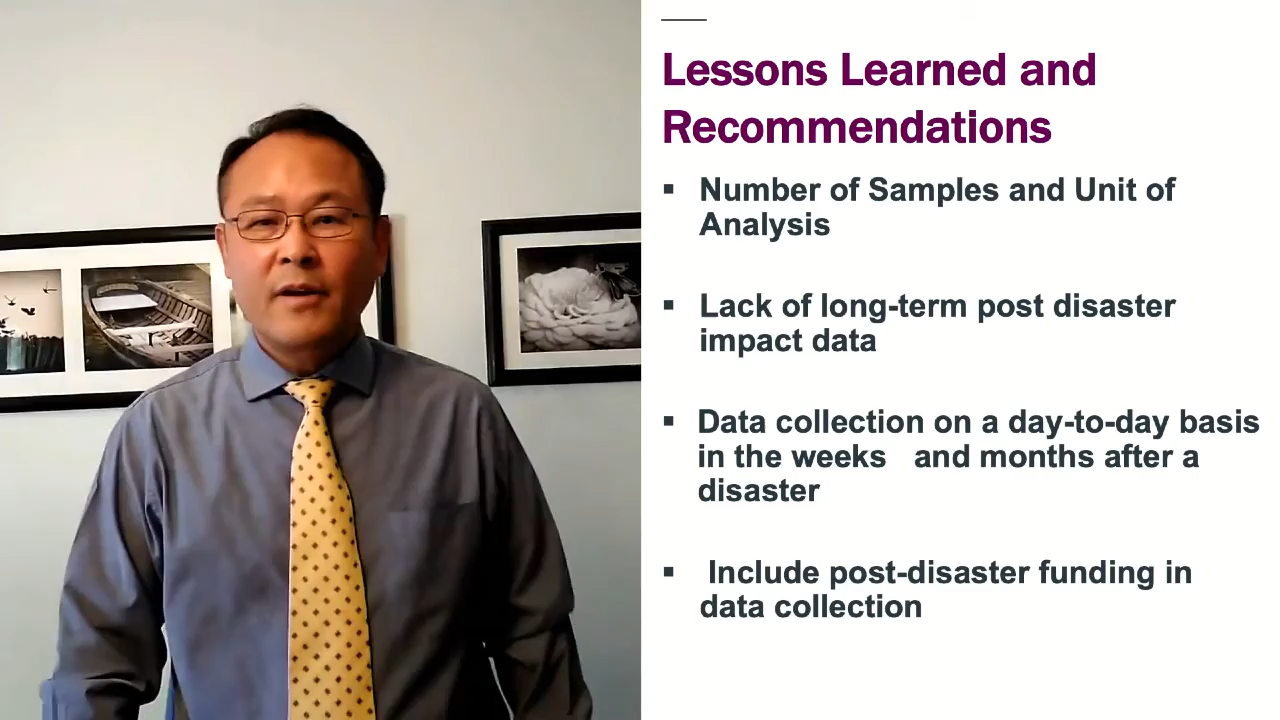 Lessons Learned and
Recommendations
▪ Number of Samples and Unit of
Analysis
▪ Lack of long-term post disaster
impact data
▪ Data collection on a day-to-day basis
in the weeks and months after a
disaster
▪ Include post-disaster funding in
data collection